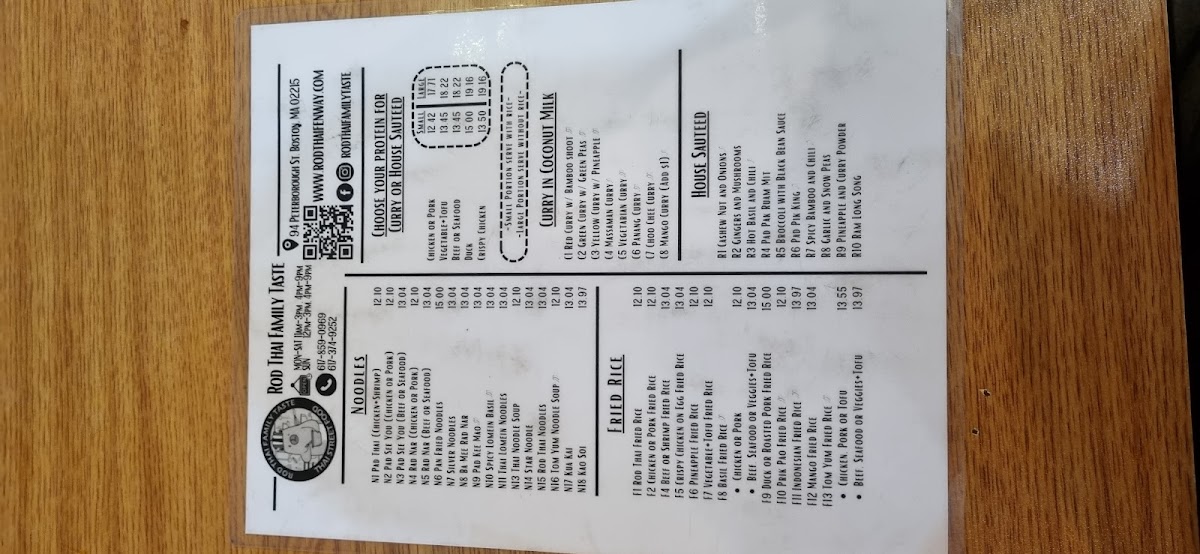 ROD THAI FAMILY TASTE
THAI STREET FOOD
ROD THAI FAMILY TASTE
MON-SAT 11AM-3PM 4PM-9PM
SUN 12PM-3PM 4PM-9PM
617-859-0969
617-374-9252
94 PETERBOROUGH ST. BOSTON, MA 02215
WWW.RODTHAIFENWAY.COM
RODTHAIFAMILYTASTE
NOODLES
N1 PAD THAI (CHICKEN+SHRIMP) 12.10
N2 PAD SEE YOU (CHICKEN OR PORK) 12.10
N3 PAD SEE YOU (BEEF OR SEAFOOD) 13.04
N4 RAD NAR (CHICKEN OR PORK) 12.10
N5 RAD NAR (BEEF OR SEAFOOD) 13.04
N6 PAN FRIED NOODLES 15.00
N7 SILVER NOODLES 13.04
N8 BA MEE RAD NAR 13.04
N9 PAD KEE MAO 13.04
N10 SPICY LOMEIN BASIL 13.04
N11 THAI LOMEIN NOODLES 13.04
N13 THAI NOODLE SOUP 12.10
N14 STAR NOODLE 13.04
N15 ROD THAI NOODLES 13.04
N16 TOM YUM NOODLE SOUP 12.10
N17 KUA KAI 13.04
N18 KAO SOI 13.97
FRIED RICE
F1 ROD THAI FRIED RICE 12.10
F2 CHICKEN OR PORK FRIED RICE 12.10
F4 BEEF OR SHRIMP FRIED RICE 13.04
F5 CRISPY CHICKEN ON EGG FRIED RICE 13.04
F6 PINEAPPLE FRIED RICE 12.10
F7 VEGETABLE+TOFU FRIED RICE 12.10
F8 BASIL FRIED RICE
• CHICKEN OR PORK 12.10
• BEEF, SEAFOOD OR VEGGIES+TOFU 13.04
F9 DUCK OR ROASTED PORK FRIED RICE 15.00
F10 PRIK PAO FRIED RICE 12.10
F11 INDONESIAN FRIED RICE 13.97
F12 MANGO FRIED RICE 13.04
F13 TOM YUM FRIED RICE
• CHICKEN, PORK OR TOFU 13.55
• BEEF, SEAFOOD OR VEGGIES+TOFU 13.97
CHOOSE YOUR PROTEIN FOR
CURRY OR HOUSE SAUTEED
SMALL LARGE
CHICKEN OR PORK 12.42 17.71
VEGETABLE+TOFU 13.45 18.22
BEEF OR SEAFOOD 13.45 18.22
DUCK 15.00 19.16
CRISPY CHICKEN 13.50 19.16
~SMALL PORTION SERVE WITH RICE~
~LARGE PORTION SERVE WITHOUT RICE~
CURRY IN COCONUT MILK
C1 RED CURRY W/ BAMBOO SHOOT
C2 GREEN CURRY W/ GREEN PEAS
C3 YELLOW CURRY W/ PINEAPPLE
C4 MASSAMAN CURRY
C5 VEGETARIAN CURRY
C6 PANANG CURRY
C7 CHOO CHEE CURRY
C8 MANGO CURRY (ADD $1)
HOUSE SAUTEED
R1 CASHEW NUT AND ONIONS
R2 GINGERS AND MUSHROOMS
R3 HOT BASIL AND CHILI
R4 PAD PAK RUAM MIT
R5 BROCCOLI WITH BLACK BEAN SAUCE
R6 PAD PIK KING
R7 SPICY BAMBOO AND CHILI
R8 GARLIC AND SNOW PEAS
R9 PINEAPPLE AND CURRY POWDER
R10 RAM LONG SONG